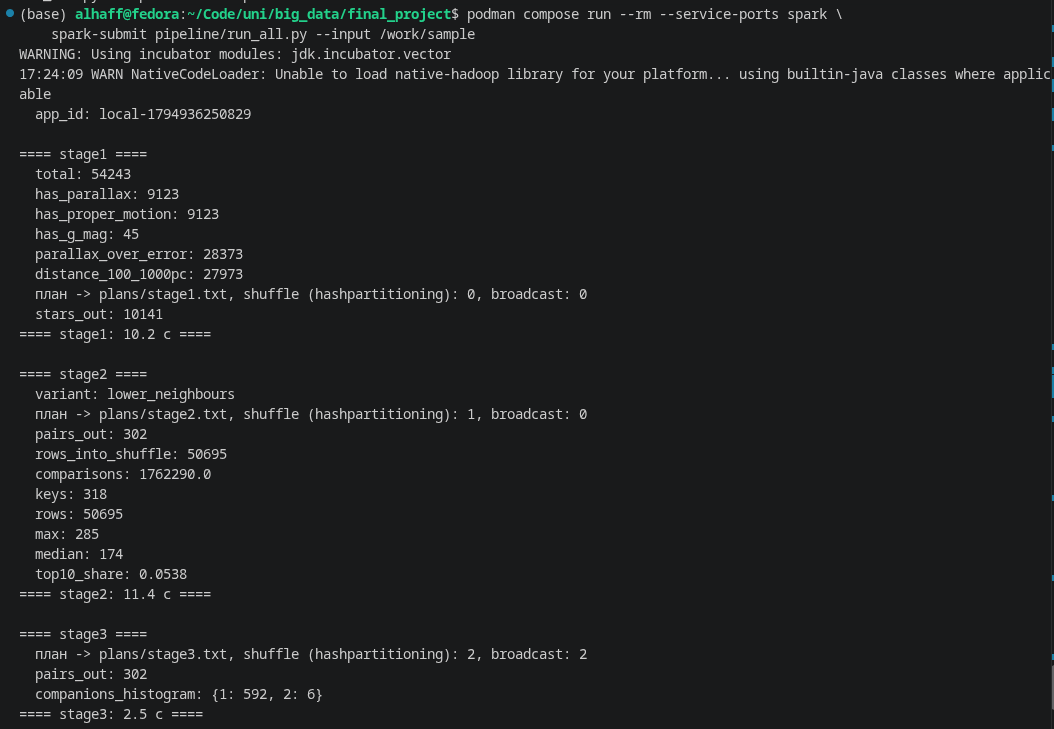 (base) alhaff@fedora:~/Code/uni/big_data/final_project$ podman compose run --rm --service-ports spark \
    spark-submit pipeline/run_all.py --input /work/sample
WARNING: Using incubator modules: jdk.incubator.vector
17:24:09 WARN NativeCodeLoader: Unable to load native-hadoop library for your platform... using builtin-java classes where applic
able
  app_id: local-1794936250829
==== stage1 ====
  total: 54243
  has_parallax: 9123
  has_proper_motion: 9123
  has_g_mag: 45
  parallax_over_error: 28373
  distance_100_1000pc: 27973
  план -> plans/stage1.txt, shuffle (hashpartitioning): 0, broadcast: 0
  stars_out: 10141
==== stage1: 10.2 с ====
==== stage2 ====
  variant: lower_neighbours
  план -> plans/stage2.txt, shuffle (hashpartitioning): 1, broadcast: 0
  pairs_out: 302
  rows_into_shuffle: 50695
  comparisons: 1762290.0
  keys: 318
  rows: 50695
  max: 285
  median: 174
  top10_share: 0.0538
==== stage2: 11.4 с ====
==== stage3 ====
  план -> plans/stage3.txt, shuffle (hashpartitioning): 2, broadcast: 2
  pairs_out: 302
  companions_histogram: {1: 592, 2: 6}
==== stage3: 2.5 с ====